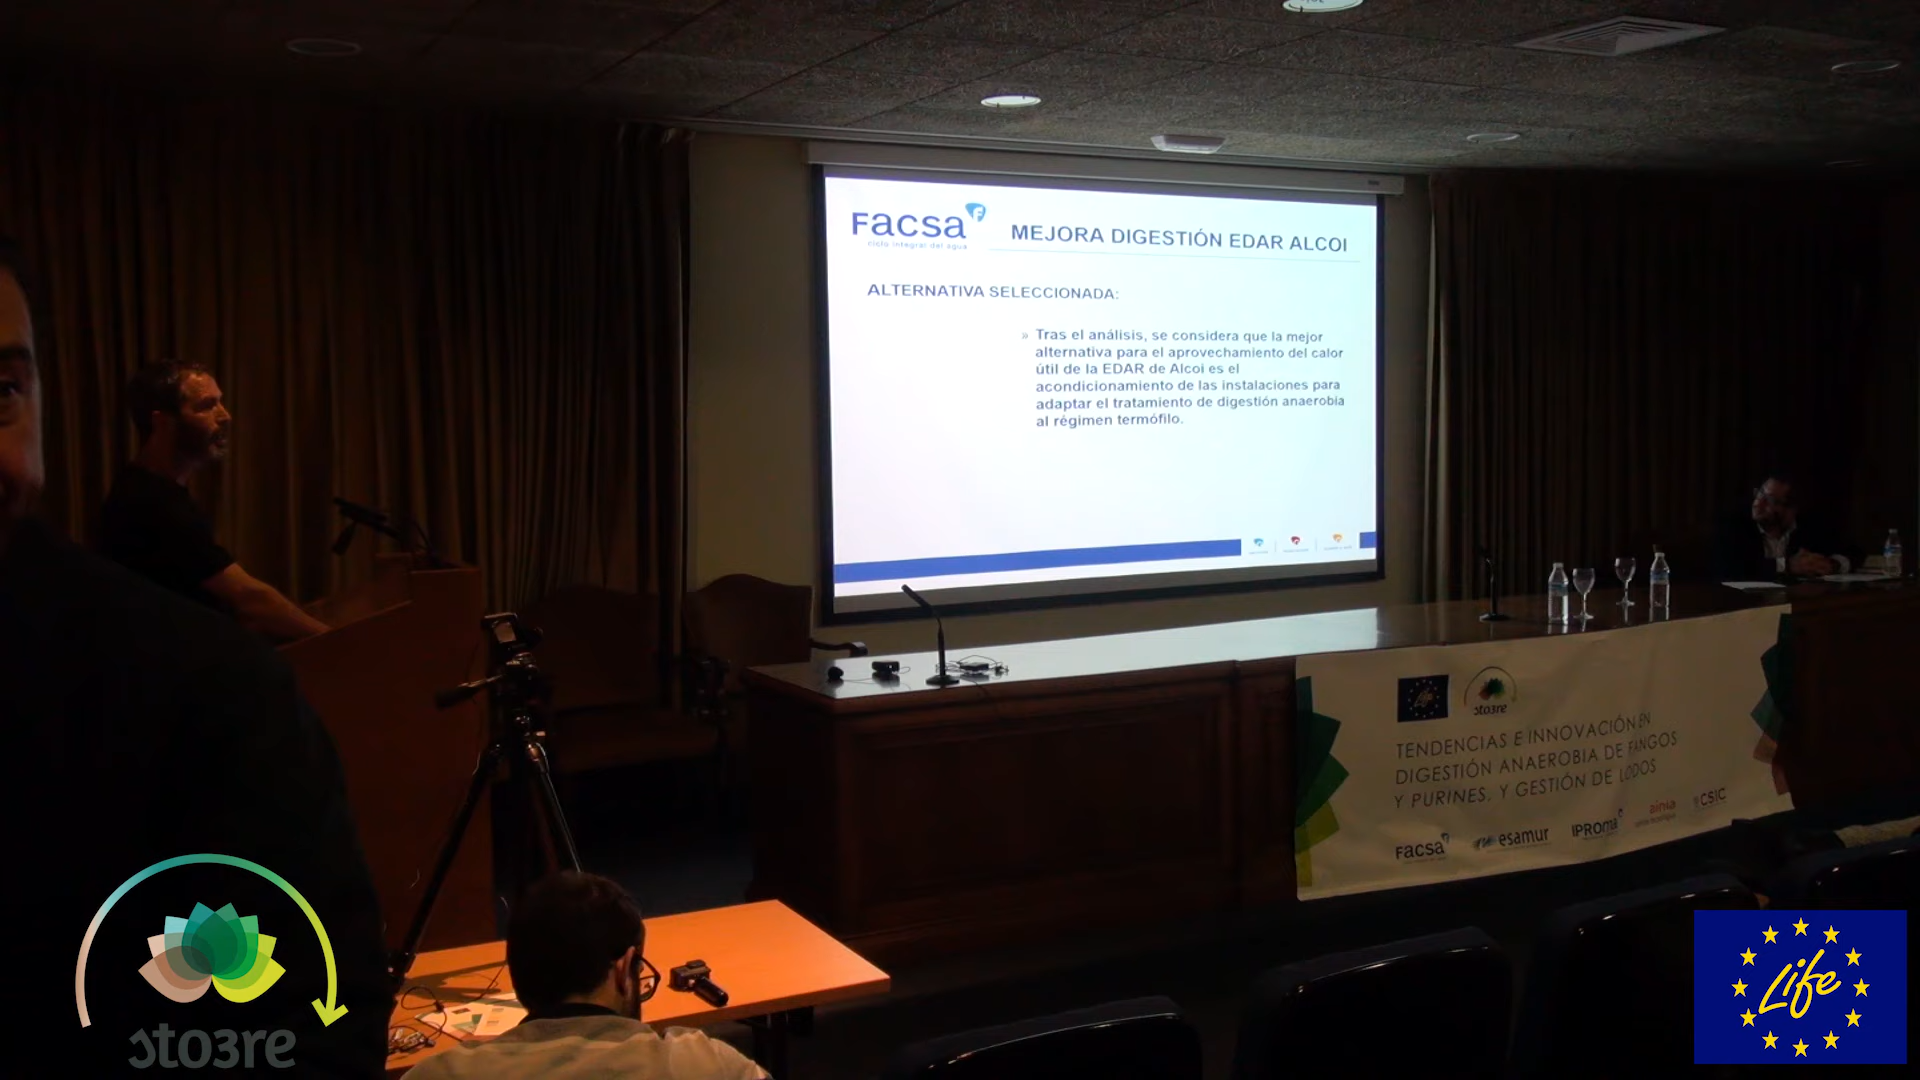 Facsa
ciclo integral del agua
MEJORA DIGESTIÓN EDAR ALCOI
ALTERNATIVA SELECCIONADA:
» Tras el análisis, se considera que la mejor
alternativa para el aprovechamiento del calor
útil de la EDAR de Alcoi es el
acondicionamiento de las instalaciones para
adaptar el tratamiento de digestión anaerobia
al régimen termófilo.
Life
sto3re
TENDENCIAS E INNOVACIÓN EN
DIGESTIÓN ANAEROBIA DE FANGOS
Y PURINES, Y GESTIÓN DE LODOS
Facsa
esamur
IPROMA
ainia
CSIC
sto3re
Life